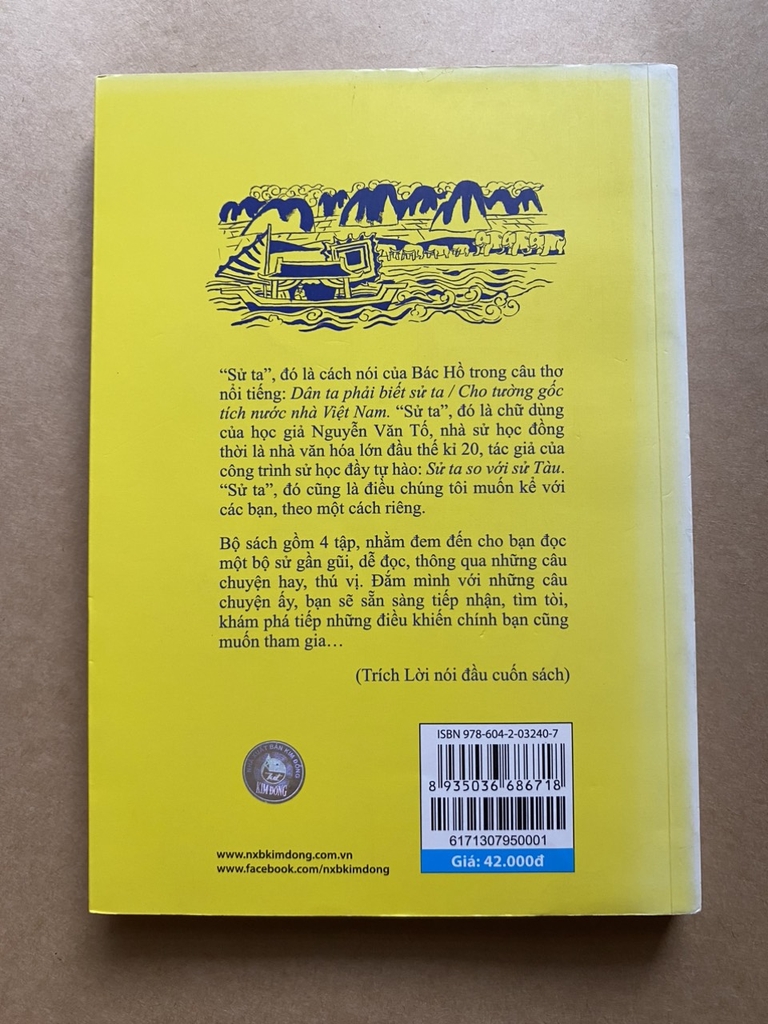 “Sử ta”, đó là cách nói của Bác Hồ trong câu thơ
nổi tiếng: Dân ta phải biết sử ta / Cho tường gốc
tích nước nhà Việt Nam. “Sử ta”, đó là chữ dùng
của học giả Nguyễn Văn Tố, nhà sử học đồng
thời là nhà văn hóa lớn đầu thế kỉ 20, tác giả của
công trình sử học đầy tự hào: Sử ta so với sử Tàu.
“Sử ta”, đó cũng là điều chúng tôi muốn kể với
các bạn, theo một cách riêng.
Bộ sách gồm 4 tập, nhằm đem đến cho bạn đọc
một bộ sử gần gũi, dễ đọc, thông qua những câu
chuyện hay, thú vị. Đắm mình với những câu
chuyện ấy, bạn sẽ sẵn sàng tiếp nhận, tìm tòi,
khám phá tiếp những điều khiến chính bạn cũng
muốn tham gia…
(Trích Lời nói đầu cuốn sách)
ISBN 978-604-2-03240-7
8 935036 686718
6171307950001
Giá: 42.000đ
XUẤT BẢN KIM ĐỒNG
KIM ĐỒNG
www.nxbkimdong.com.vn
www.facebook.com/nxbkimdong